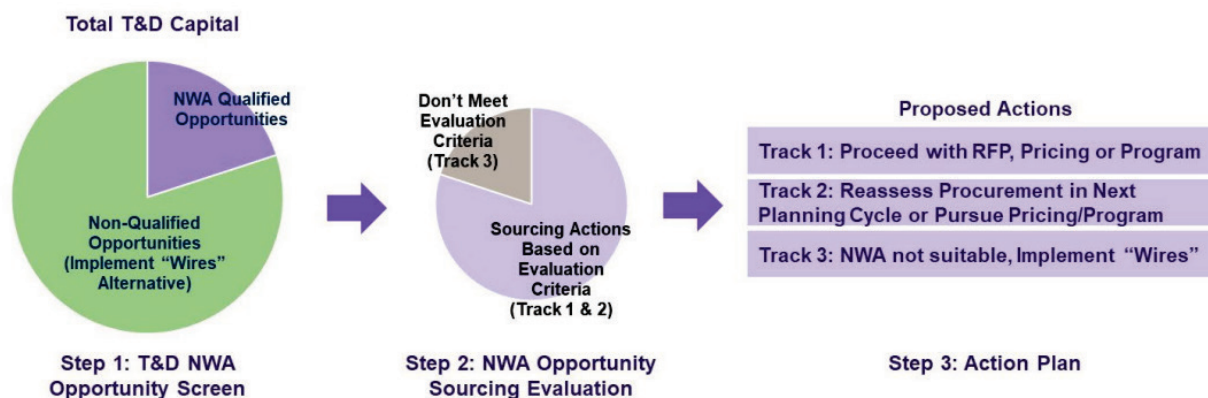 Total T&D Capital
NWA Qualified
Opportunities
Non-Qualified
Opportunities
(Implement “Wires”
Alternative)
Step 1: T&D NWA
Opportunity Screen
Don’t Meet
Evaluation
Criteria
(Track 3)
Sourcing Actions
Based on
Evaluation
Criteria
(Track 1 & 2)
Step 2: NWA Opportunity
Sourcing Evaluation
Proposed Actions
Track 1: Proceed with RFP, Pricing or Program
Track 2: Reassess Procurement in Next
Planning Cycle or Pursue Pricing/Program
Track 3: NWA not suitable, Implement “Wires”
Step 3: Action Plan